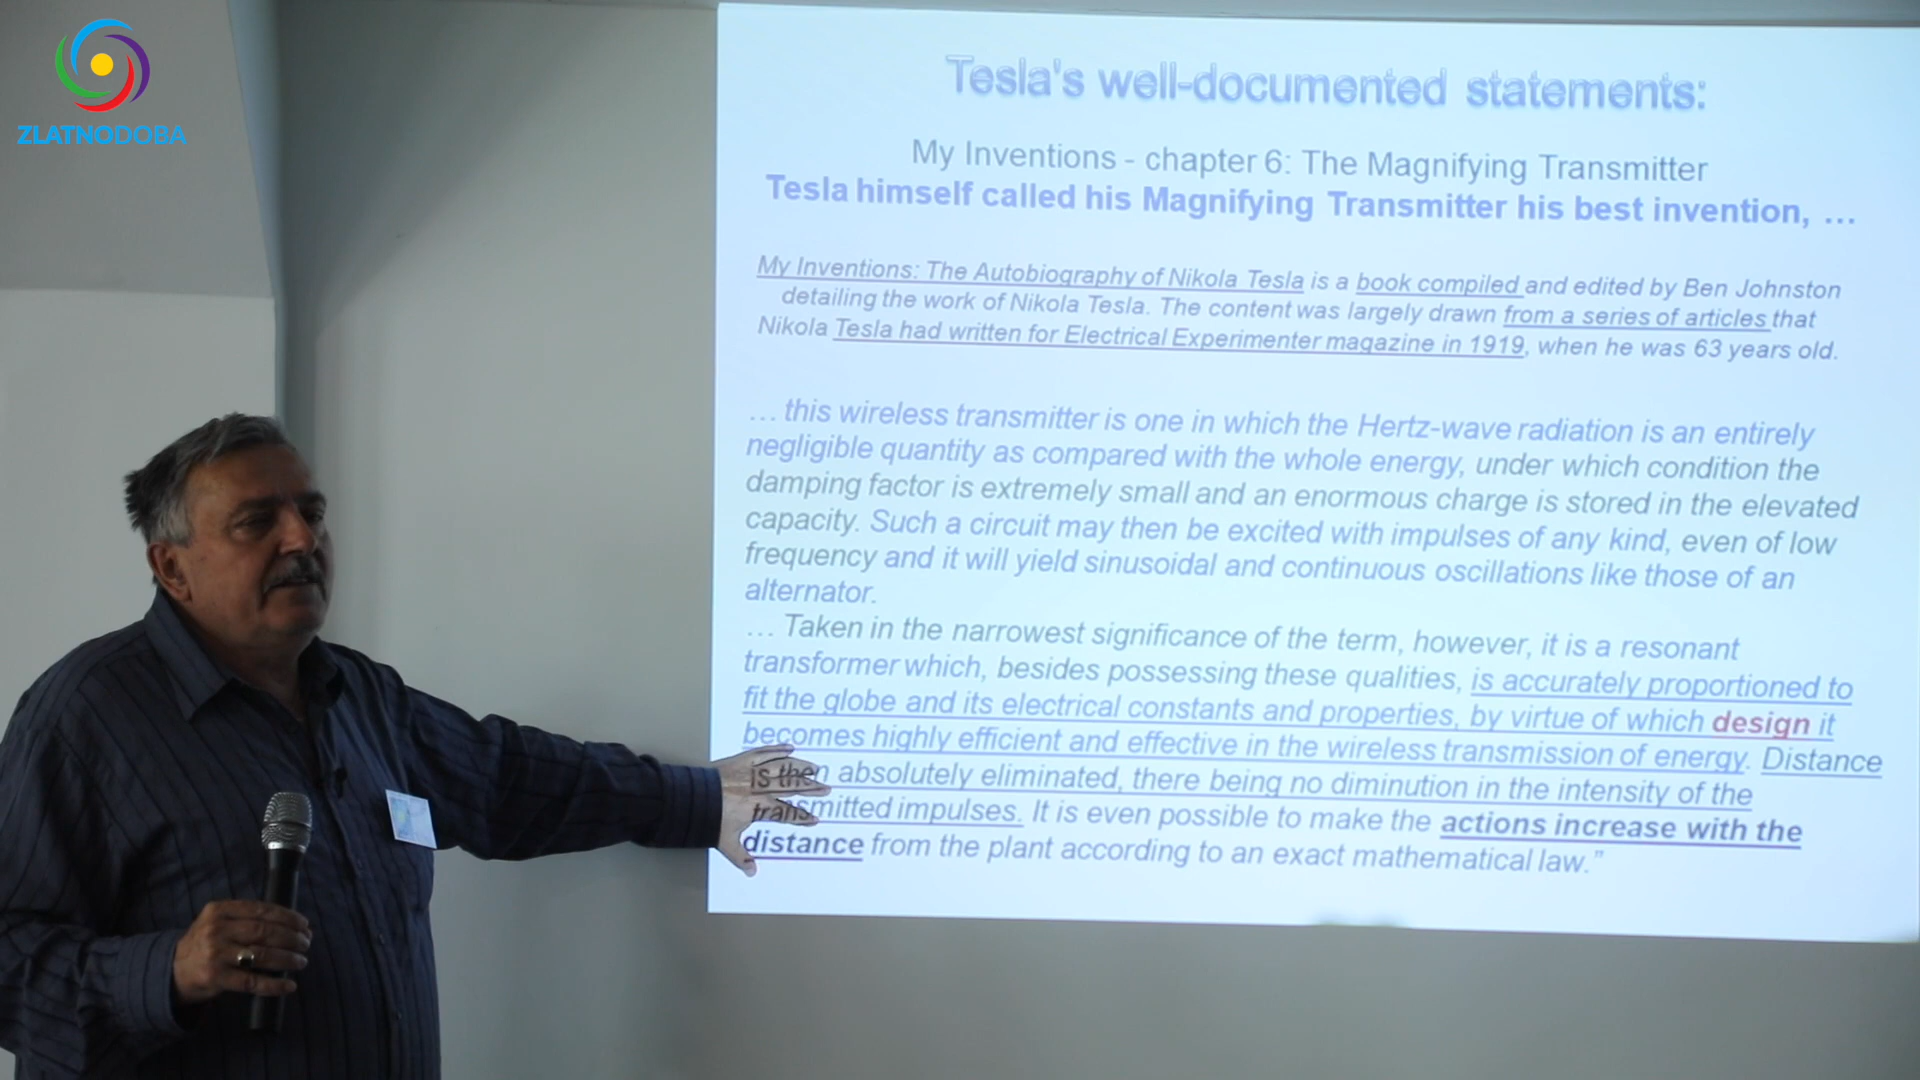 ZLATNODOBA
Tesla's well-documented statements:
My Inventions - chapter 6: The Magnifying Transmitter
Tesla himself called his Magnifying Transmitter his best invention, …
My Inventions: The Autobiography of Nikola Tesla is a book compiled and edited by Ben Johnston
detailing the work of Nikola Tesla. The content was largely drawn from a series of articles that
Nikola Tesla had written for Electrical Experimenter magazine in 1919, when he was 63 years old.
… this wireless transmitter is one in which the Hertz-wave radiation is an entirely
negligible quantity as compared with the whole energy, under which condition the
damping factor is extremely small and an enormous charge is stored in the elevated
capacity. Such a circuit may then be excited with impulses of any kind, even of low
frequency and it will yield sinusoidal and continuous oscillations like those of an
alternator.
… Taken in the narrowest significance of the term, however, it is a resonant
transformer which, besides possessing these qualities, is accurately proportioned to
fit the globe and its electrical constants and properties, by virtue of which design it
becomes highly efficient and effective in the wireless transmission of energy. Distance
is then absolutely eliminated, there being no diminution in the intensity of the
transmitted impulses. It is even possible to make the actions increase with the
distance from the plant according to an exact mathematical law.”